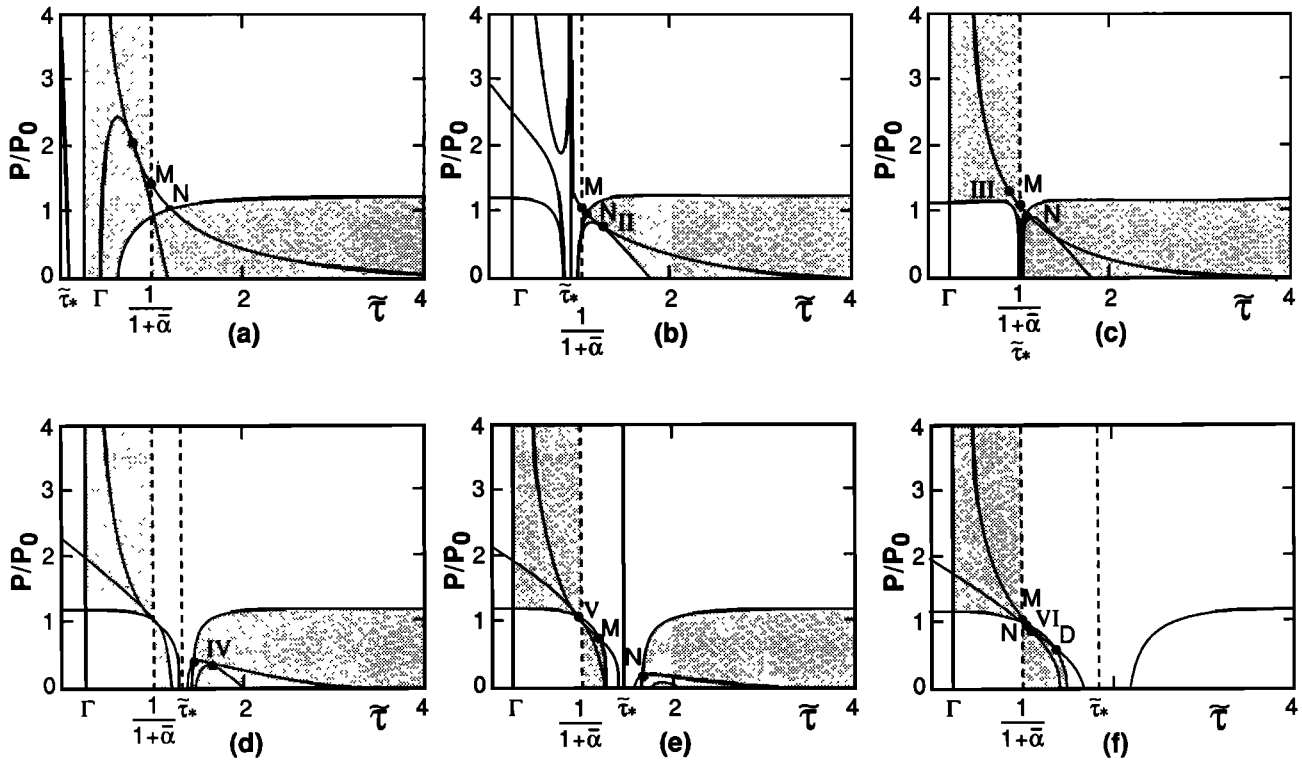 4 4 4
3 3 3
P/P0 2 P/P0 2 P/P0 2
M M III M
N N II N
1 1 1
0 0 0
τ̃* Γ 1/(1+ᾱ) 2 τ̃ 4
Γ τ̃* 1/(1+ᾱ) 2 τ̃ 4
Γ 1/(1+ᾱ) τ̃* 2 τ̃ 4
(a) (b) (c)
4 4 4
3 3 3
P/P0 2 P/P0 2 P/P0 2
1 1 1
IV V M N M N VI D
0 0 0
Γ 1/(1+ᾱ) τ̃* 2 τ̃ 4
Γ 1/(1+ᾱ) τ̃* 2 τ̃ 4
Γ 1/(1+ᾱ) τ̃* 2 τ̃ 4
(d) (e) (f)